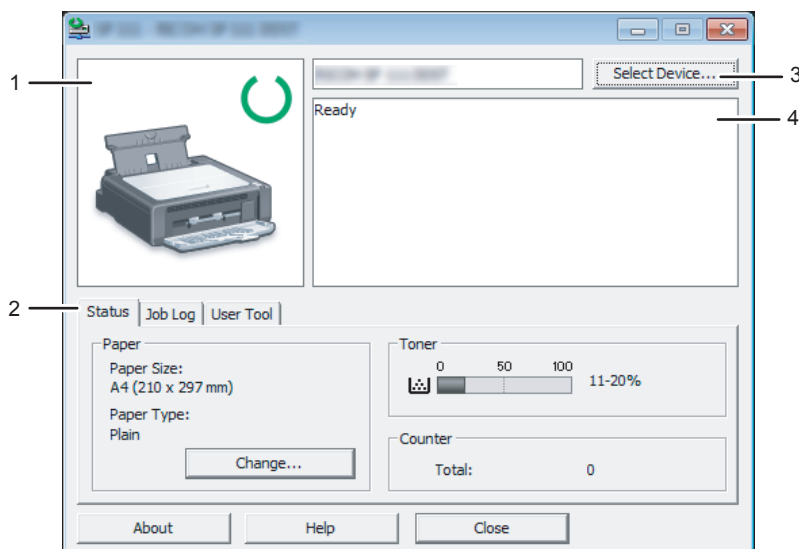 1
Select Device...
3
Ready
4
2
Status
Job Log
User Tool
Paper
Paper Size:
A4 (210 x 297 mm)
Paper Type:
Plain
Change...
Toner
0 50 100
11-20%
Counter
Total: 0
About
Help
Close